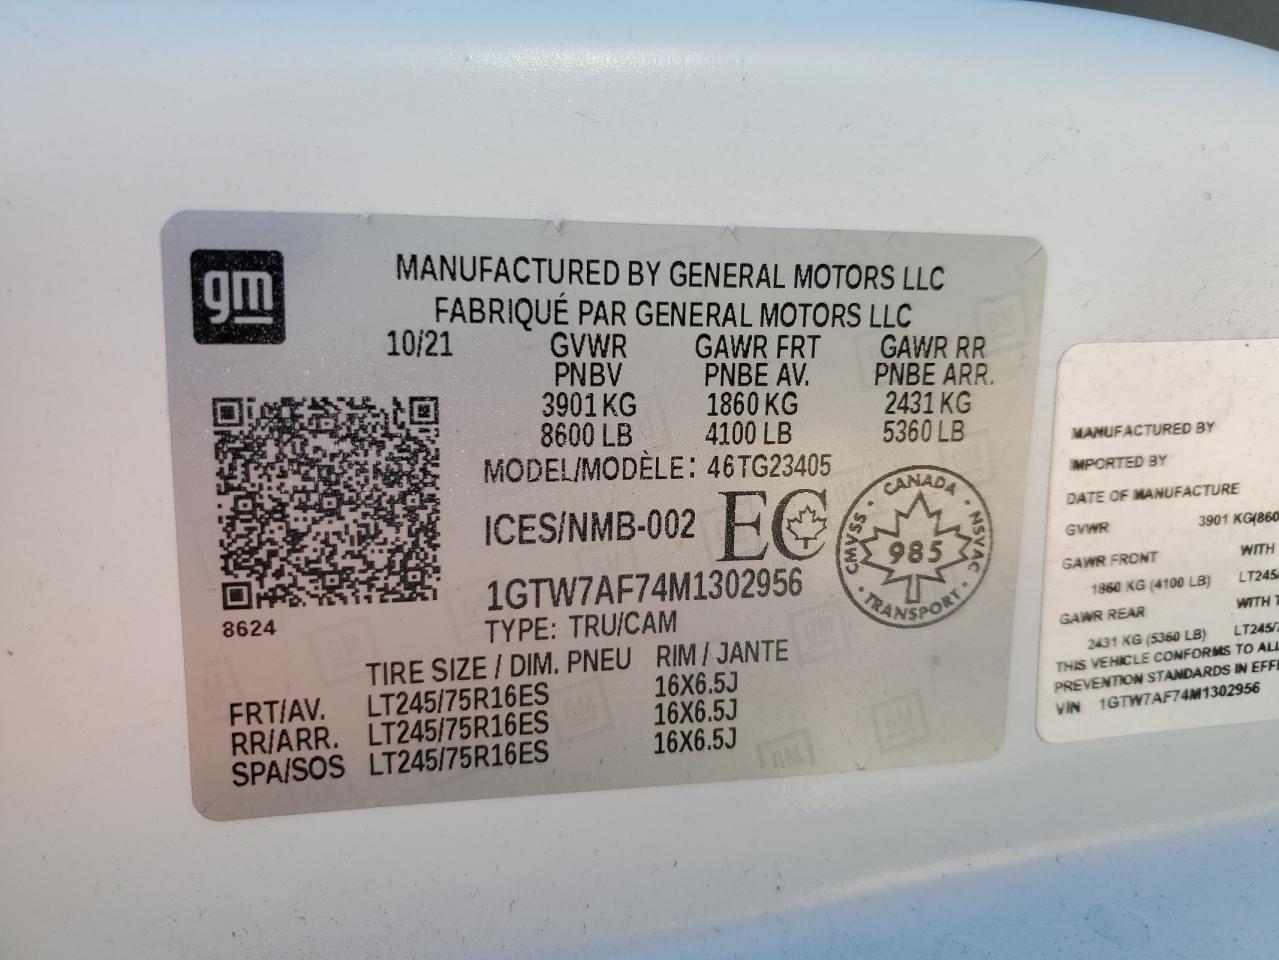 gm
MANUFACTURED BY GENERAL MOTORS LLC
FABRIQUÉ PAR GENERAL MOTORS LLC
10/21 GVWR GAWR FRT GAWR RR
PNBV PNBE AV. PNBE ARR.
3901 KG 1860 KG 2431 KG
8600 LB 4100 LB 5360 LB
MODEL/MODÈLE: 46TG23405
ICES/NMB-002 EC
CANADA
CMVSS · NSVAC
985
TRANSPORT
1GTW7AF74M1302956
8624
TYPE: TRU/CAM
TIRE SIZE / DIM. PNEU RIM / JANTE
FRT/AV. LT245/75R16ES 16X6.5J
RR/ARR. LT245/75R16ES 16X6.5J
SPA/SOS LT245/75R16ES 16X6.5J
MANUFACTURED BY
IMPORTED BY
DATE OF MANUFACTURE
GVWR 3901 KG(860
GAWR FRONT WITH
1860 KG (4100 LB) LT245/
GAWR REAR WITH T
2431 KG (5360 LB) LT245/7
THIS VEHICLE CONFORMS TO ALL
PREVENTION STANDARDS IN EFFE
VIN 1GTW7AF74M1302956